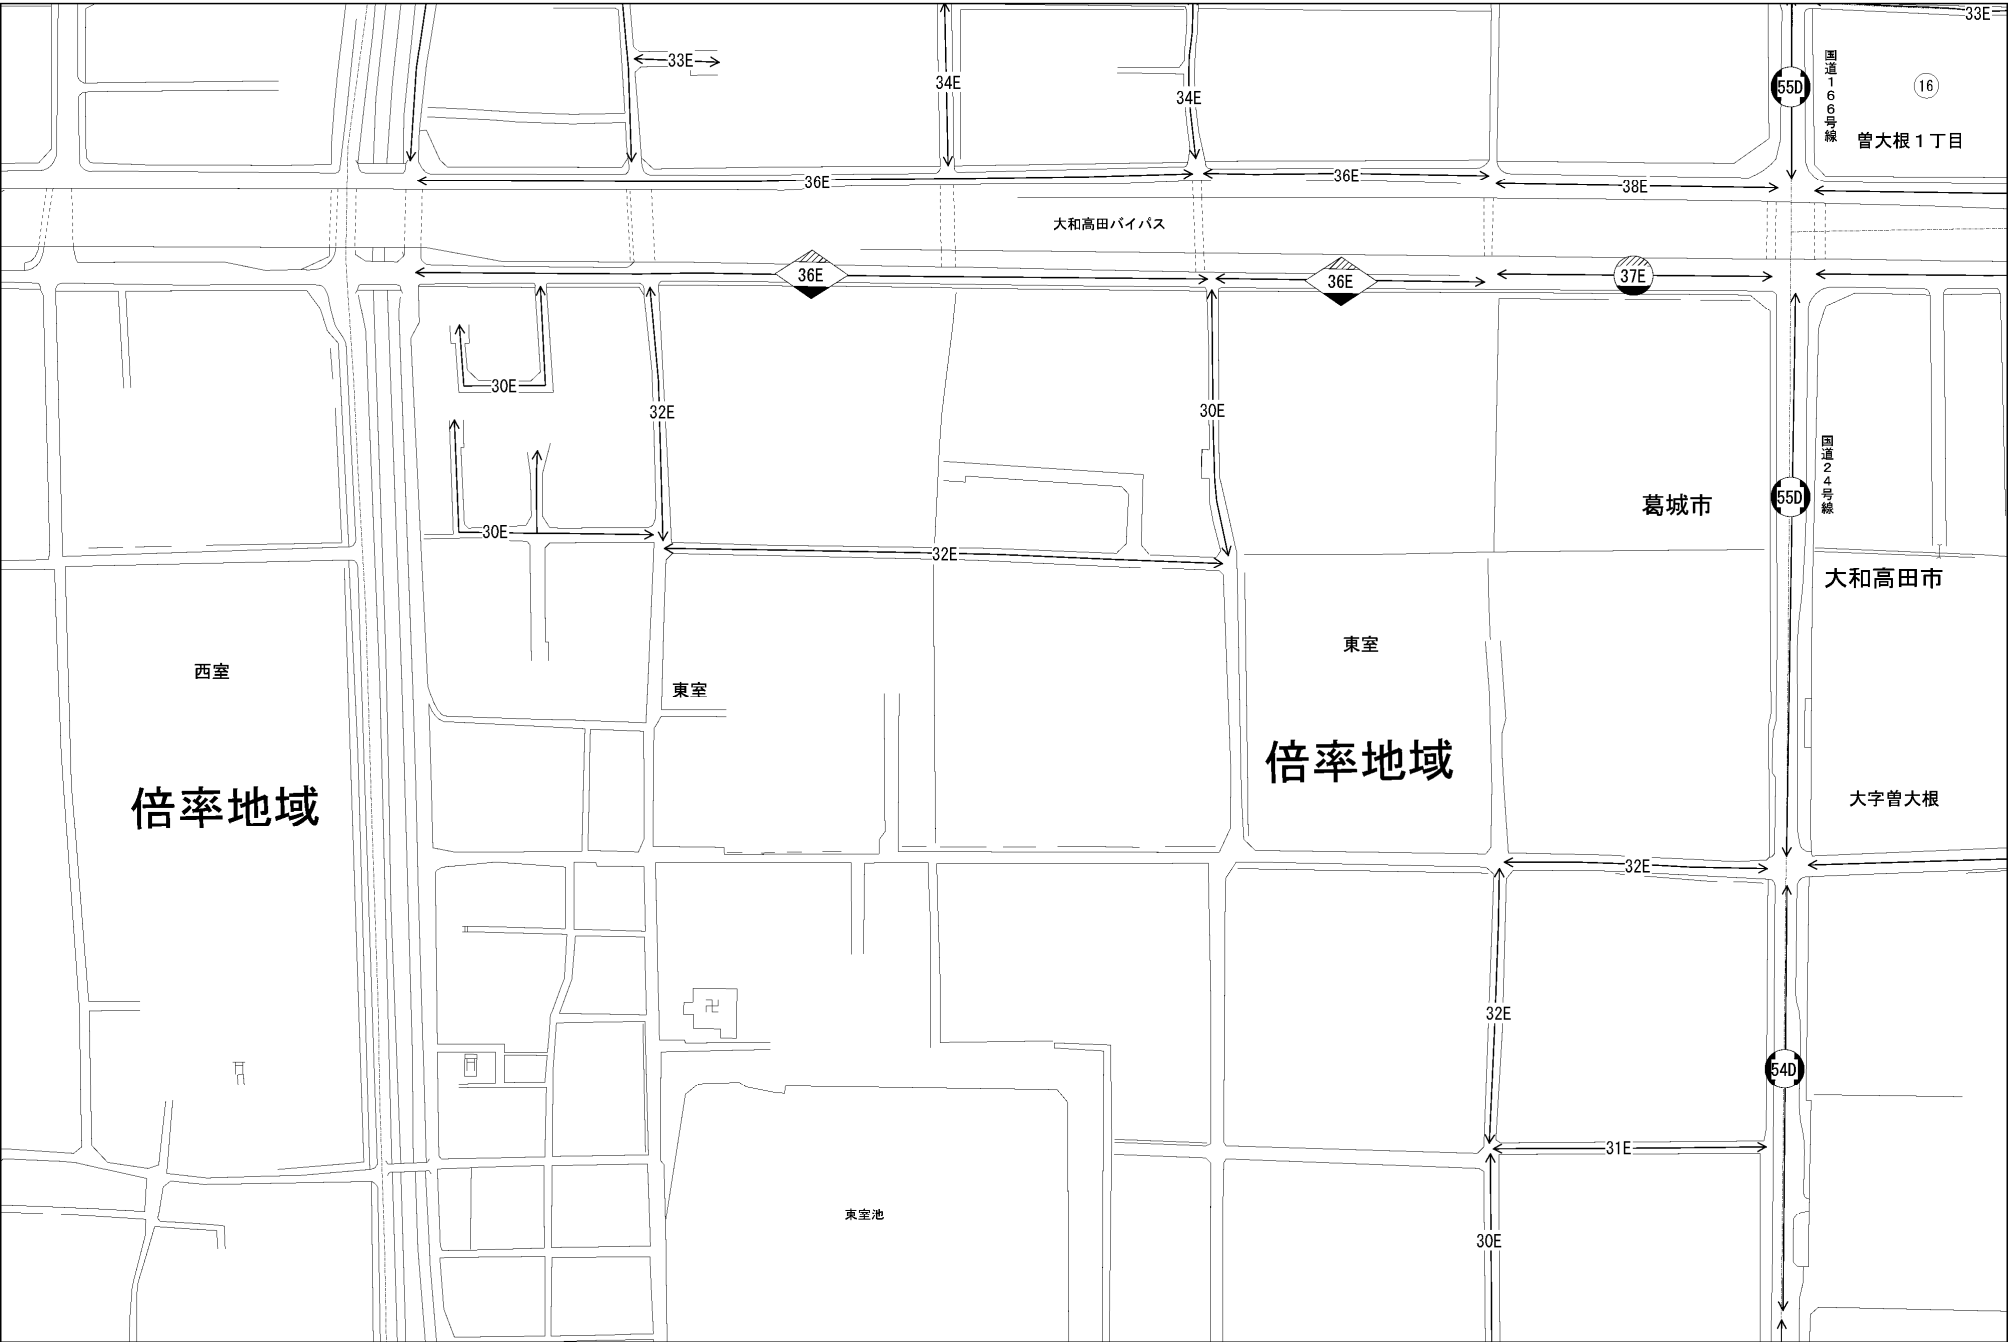 33E
33E
34E
34E
55D
国道166号線
16
曽大根1丁目
36E
36E
38E
大和高田バイパス
36E
36E
37E
30E
32E
30E
国道24号線
55D
葛城市
30E
32E
大和高田市
東室
西室
東室
倍率地域
倍率地域
大字曽大根
32E
卍
32E
54D
31E
東室池
30E